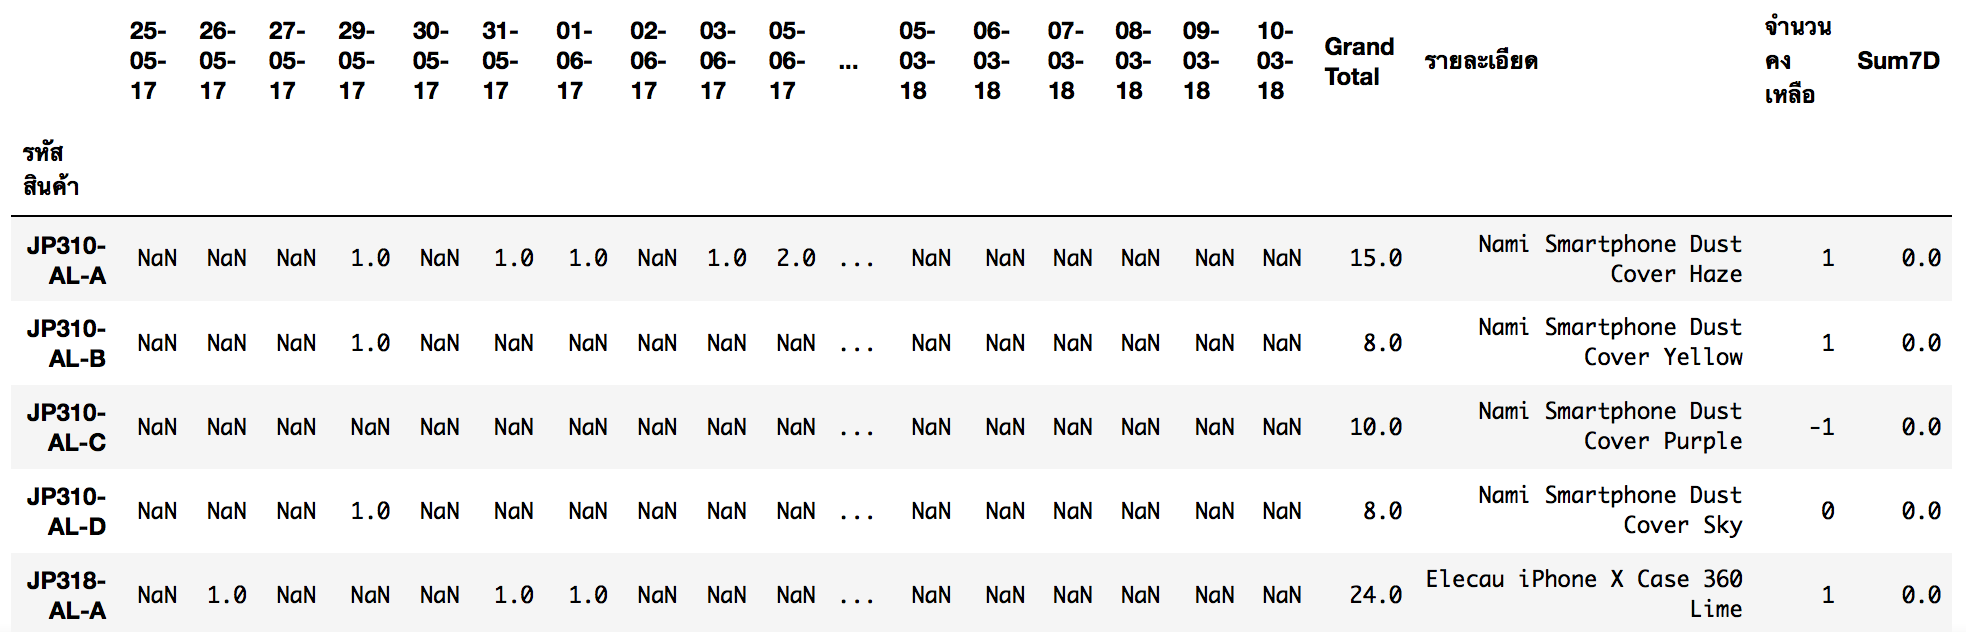 25- 26- 27- 29- 30- 31- 01- 02- 03- 05- 05- 06- 07- 08- 09- 10- จำนวน
05- 05- 05- 05- 05- 05- 06- 06- 06- 06- ... 03- 03- 03- 03- 03- 03- Grand Total รายละเอียด คง Sum7D
17 17 17 17 17 17 17 17 17 17 18 18 18 18 18 18 เหลือ
รหัส
สินค้า
JP310- NaN NaN NaN 1.0 NaN 1.0 1.0 NaN 1.0 2.0 ... NaN NaN NaN NaN NaN NaN 15.0 Nami Smartphone Dust 1 0.0
AL-A Cover Haze
JP310- NaN NaN NaN 1.0 NaN NaN NaN NaN NaN NaN ... NaN NaN NaN NaN NaN NaN 8.0 Nami Smartphone Dust 1 0.0
AL-B Cover Yellow
JP310- NaN NaN NaN NaN NaN NaN NaN NaN NaN NaN ... NaN NaN NaN NaN NaN NaN 10.0 Nami Smartphone Dust -1 0.0
AL-C Cover Purple
JP310- NaN NaN NaN 1.0 NaN NaN NaN NaN NaN NaN ... NaN NaN NaN NaN NaN NaN 8.0 Nami Smartphone Dust 0 0.0
AL-D Cover Sky
JP318- NaN 1.0 NaN NaN NaN 1.0 1.0 NaN NaN NaN ... NaN NaN NaN NaN NaN NaN 24.0 Elecau iPhone X Case 360 1 0.0
AL-A Lime